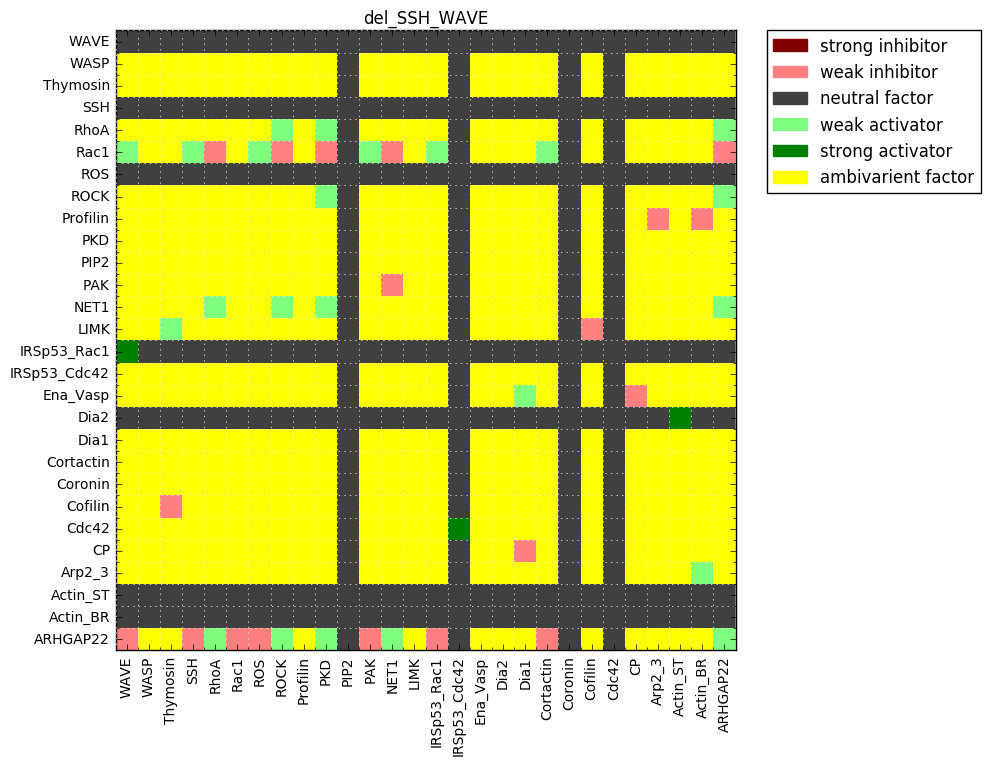 del_SSH_WAVE
WAVE
WASP
Thymosin
SSH
RhoA
Rac1
ROS
ROCK
Profilin
PKD
PIP2
PAK
NET1
LIMK
IRSp53_Rac1
IRSp53_Cdc42
Ena_Vasp
Dia2
Dia1
Cortactin
Coronin
Cofilin
Cdc42
CP
Arp2_3
Actin_ST
Actin_BR
ARHGAP22
WAVE
WASP
Thymosin
SSH
RhoA
Rac1
ROS
ROCK
Profilin
PKD
PIP2
PAK
NET1
LIMK
IRSp53_Rac1
IRSp53_Cdc42
Ena_Vasp
Dia2
Dia1
Cortactin
Coronin
Cofilin
Cdc42
CP
Arp2_3
Actin_ST
Actin_BR
ARHGAP22
strong inhibitor
weak inhibitor
neutral factor
weak activator
strong activator
ambivarient factor